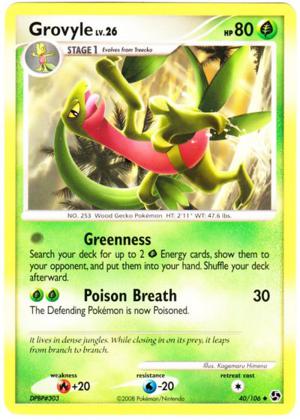 Grovyle LV.26
HP 80
STAGE 1 Evolves from Treecko
NO. 253 Wood Gecko Pokémon HT: 2'11" WT: 47.6 lbs.
Greenness
Search your deck for up to 2 Energy cards, show them to
your opponent, and put them into your hand. Shuffle your deck
afterward.
Poison Breath 30
The Defending Pokémon is now Poisoned.
It lives in dense jungles. While closing in on its prey, it leaps
from branch to branch.
Illus. Kagemaru Himeno
weakness resistance retreat cost
+20 -20
DPBP#303 ©2008 Pokémon/Nintendo 40/106